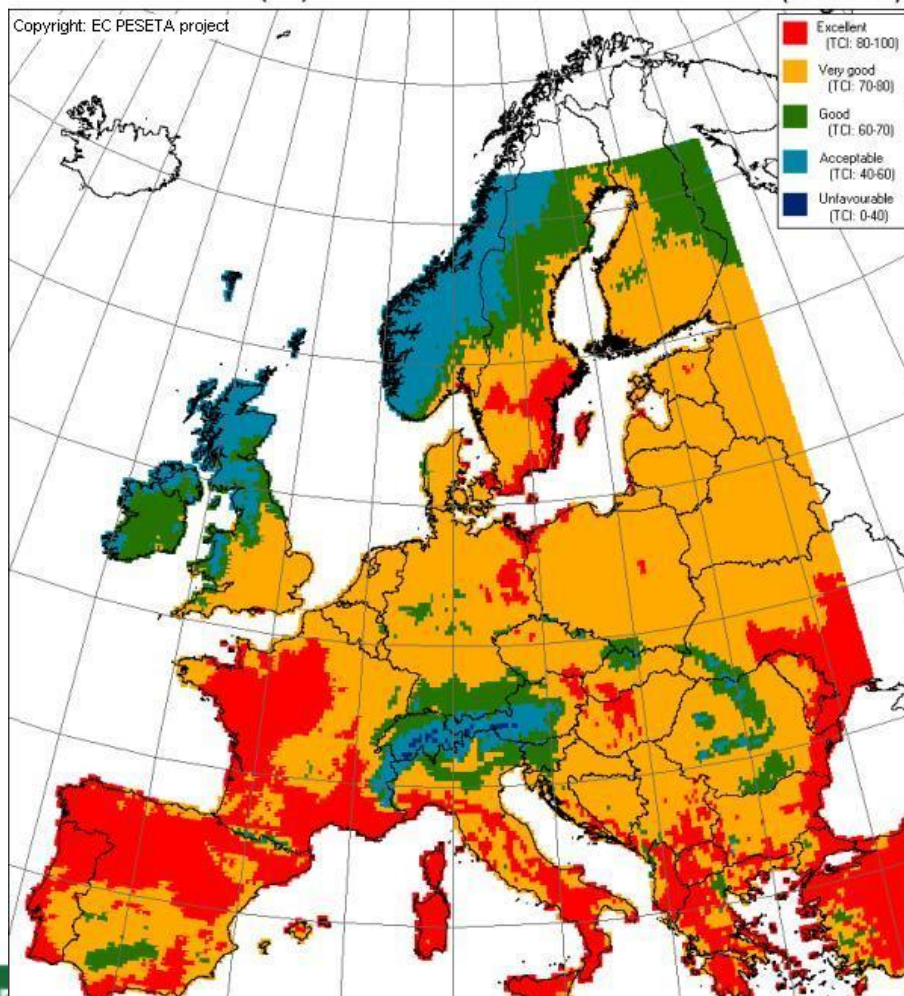 Copyright: EC PESETA project
Excellent
(TCI: 80-100)
Very good
(TCI: 70-80)
Good
(TCI: 60-70)
Acceptable
(TCI: 40-60)
Unfavourable
(TCI: 0-40)